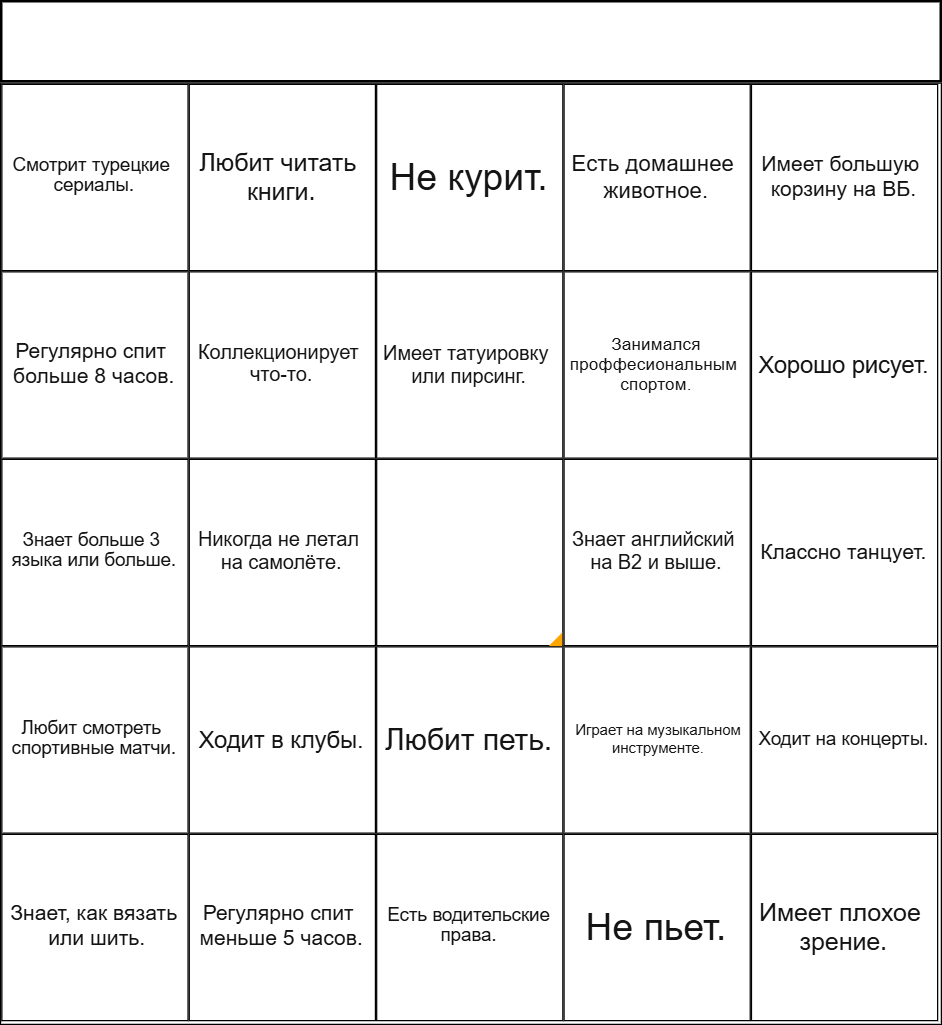 Смотрит турецкие
сериалы.
Любит читать
книги.
Не курит.
Есть домашнее
животное.
Имеет большую
корзину на ВБ.
Регулярно спит
больше 8 часов.
Коллекционирует
что-то.
Имеет татуировку
или пирсинг.
Занимался
проффесиональным
спортом.
Хорошо рисует.
Знает больше 3
языка или больше.
Никогда не летал
на самолёте.
Знает английский
на B2 и выше.
Классно танцует.
Любит смотреть
спортивные матчи.
Ходит в клубы.
Любит петь.
Играет на музыкальном
инструменте.
Ходит на концерты.
Знает, как вязать
или шить.
Регулярно спит
меньше 5 часов.
Есть водительские
права.
Не пьет.
Имеет плохое
зрение.